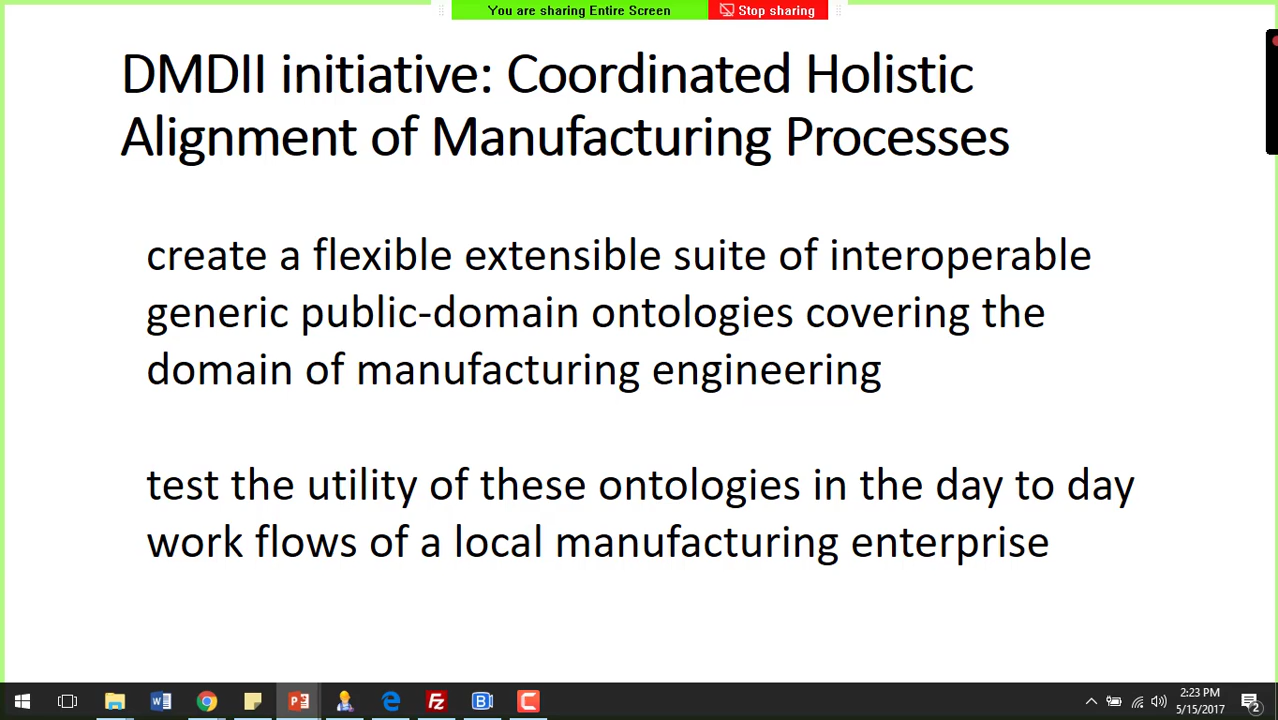 You are sharing Entire Screen
Stop sharing
DMDII initiative: Coordinated Holistic
Alignment of Manufacturing Processes
create a flexible extensible suite of interoperable
generic public-domain ontologies covering the
domain of manufacturing engineering
test the utility of these ontologies in the day to day
work flows of a local manufacturing enterprise
2:23 PM
5/15/2017
2